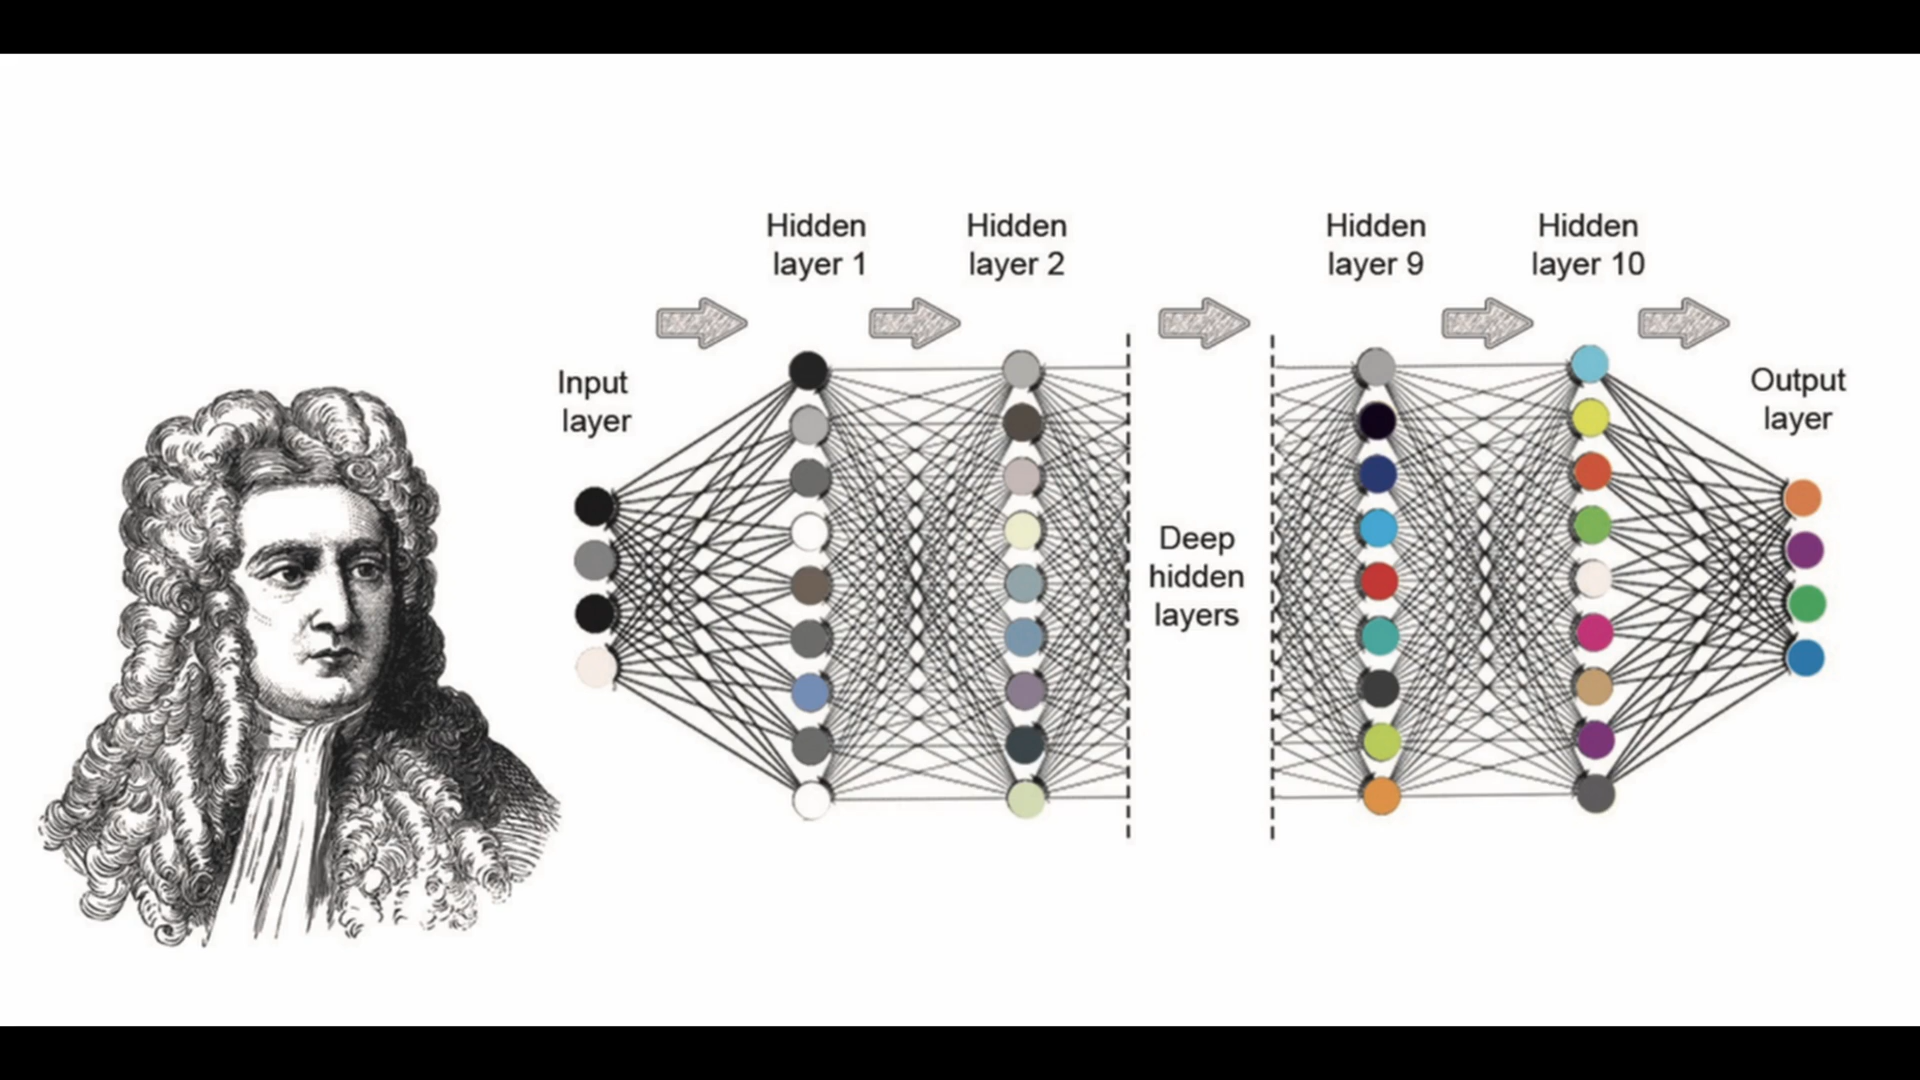 Hidden
layer 1
Hidden
layer 2
Hidden
layer 9
Hidden
layer 10
Input
layer
Output
layer
Deep
hidden
layers